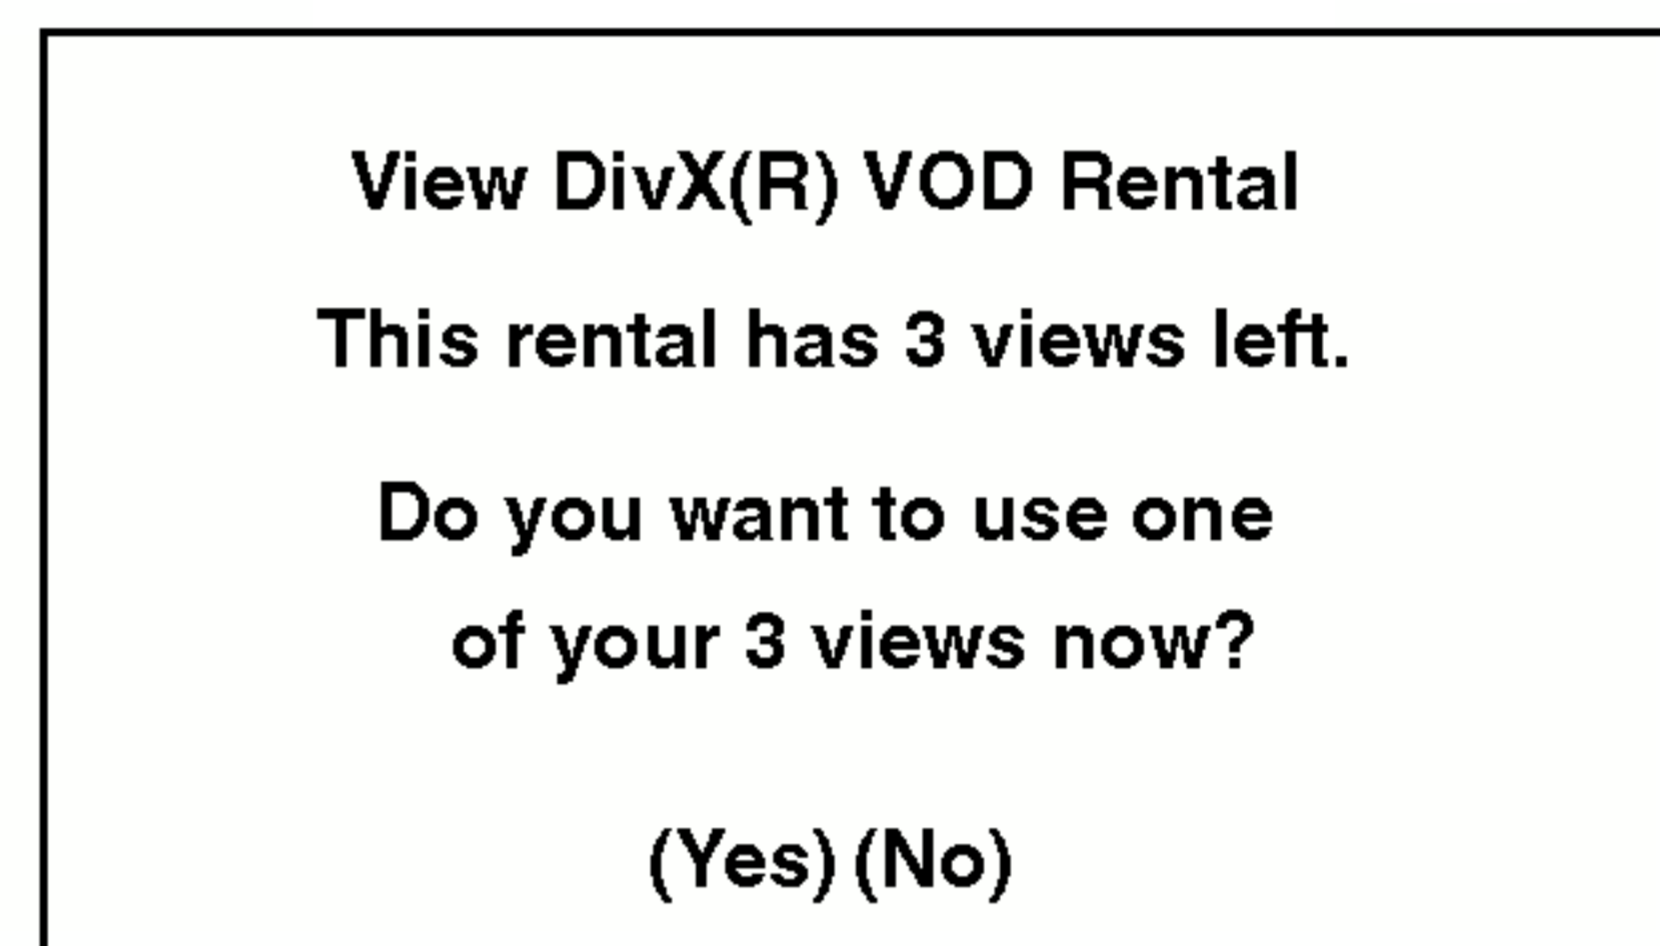 View DivX(R) VOD Rental
This rental has 3 views left.
Do you want to use one
of your 3 views now?
(Yes) (No)